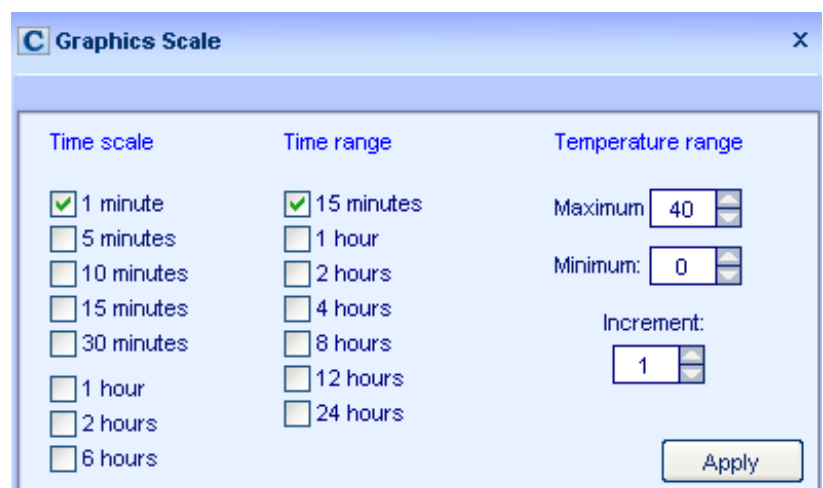 C Graphics Scale x
Time scale
1 minute
5 minutes
10 minutes
15 minutes
30 minutes
1 hour
2 hours
6 hours
Time range
15 minutes
1 hour
2 hours
4 hours
8 hours
12 hours
24 hours
Temperature range
Maximum 40
Minimum: 0
Increment:
1
Apply